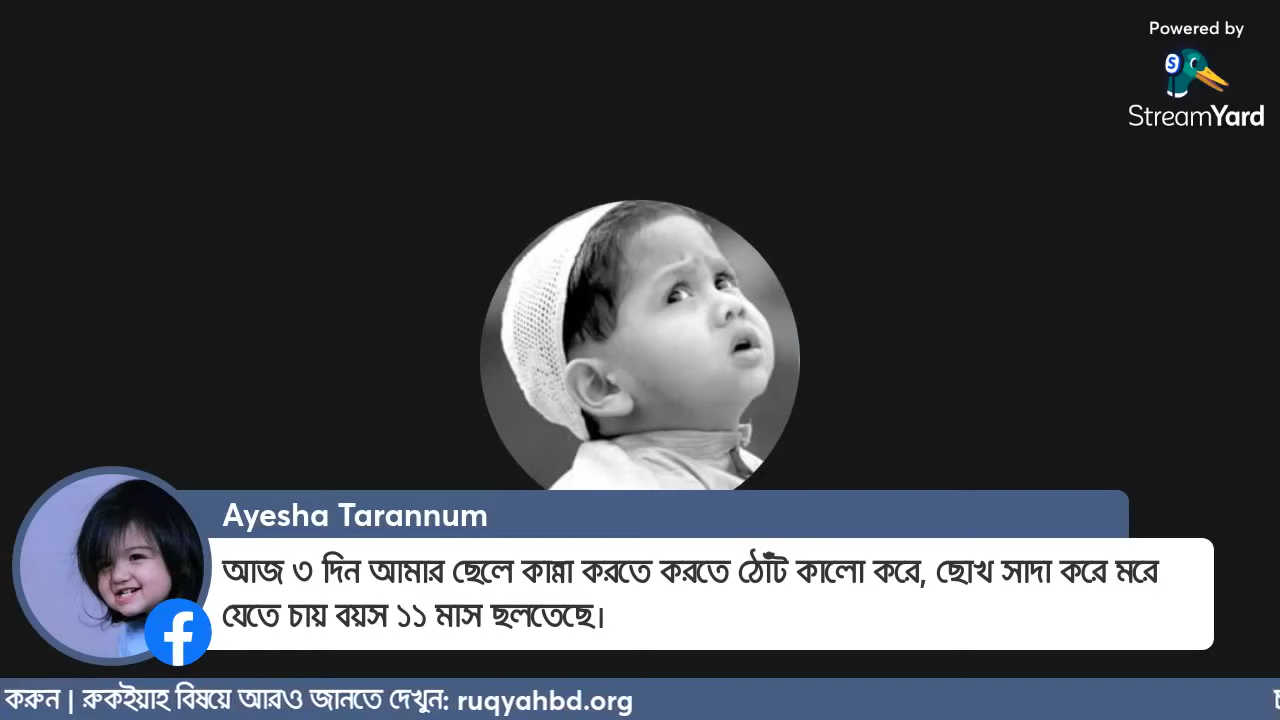 Powered by
S
StreamYard
Ayesha Tarannum
আজ ৩ দিন আমার ছেলে কান্না করতে করতে ঠোঁট কালো করে, ছোখ সাদা করে মরে
যেতে চায় বয়স ১১ মাস ছলতেছে।
করুন | রুকইয়াহ বিষয়ে আরও জানতে দেখুন: ruqyahbd.org